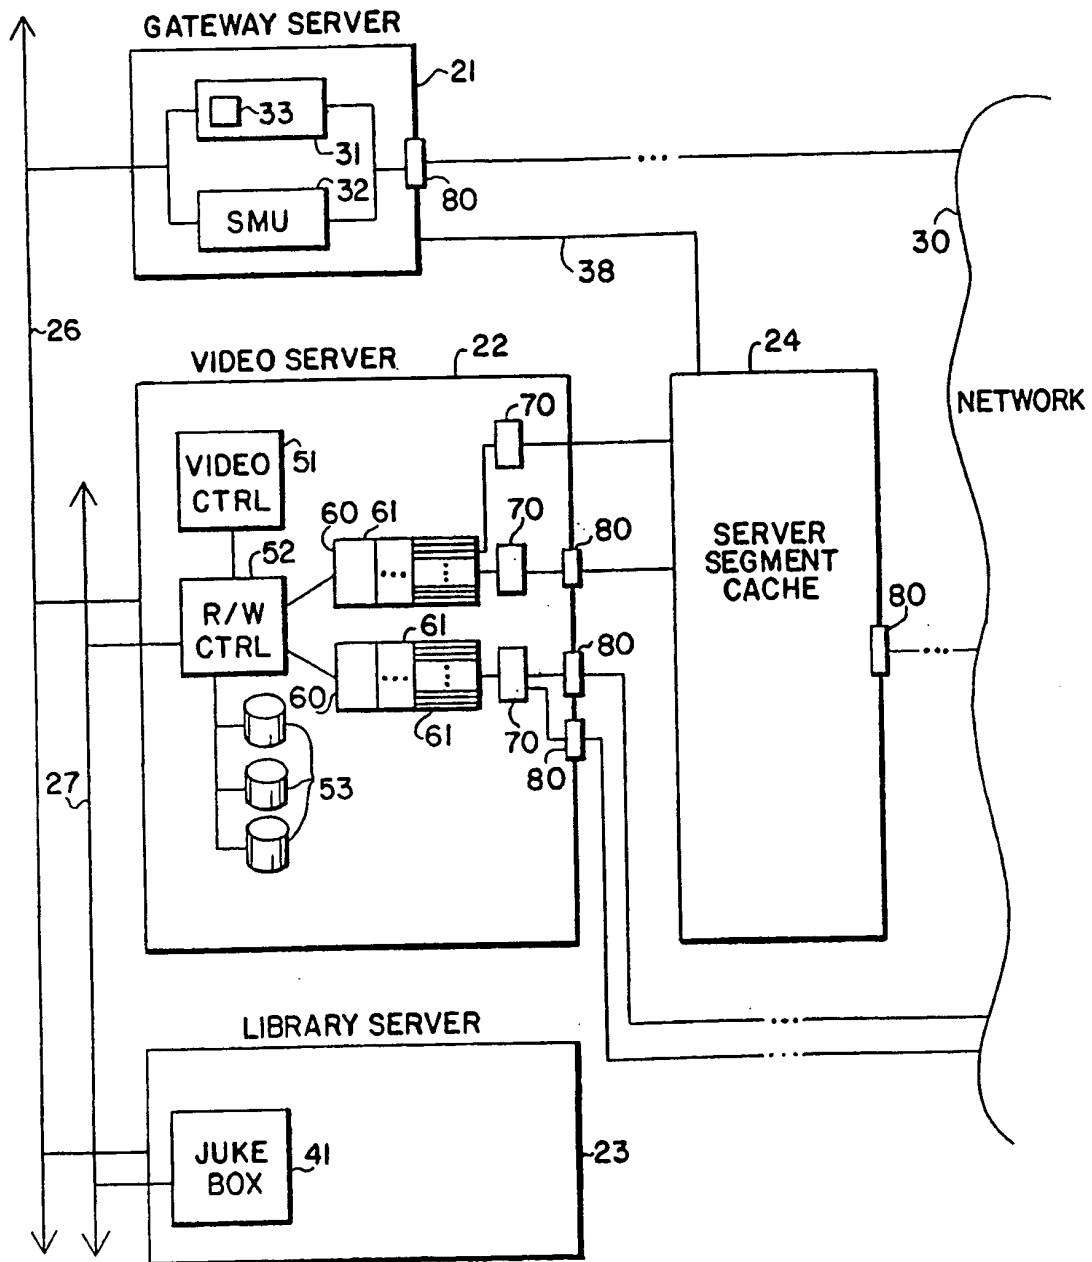 GATEWAY SERVER
21
33
31
32
SMU
80
30
38
26
VIDEO SERVER
22
24
NETWORK
70
VIDEO
CTRL
51
60
61
70
80
52
SERVER
SEGMENT
CACHE
R/W
CTRL
61
80
80
...
60
61
70
80
27
53
LIBRARY SERVER
JUKE
BOX
41
23